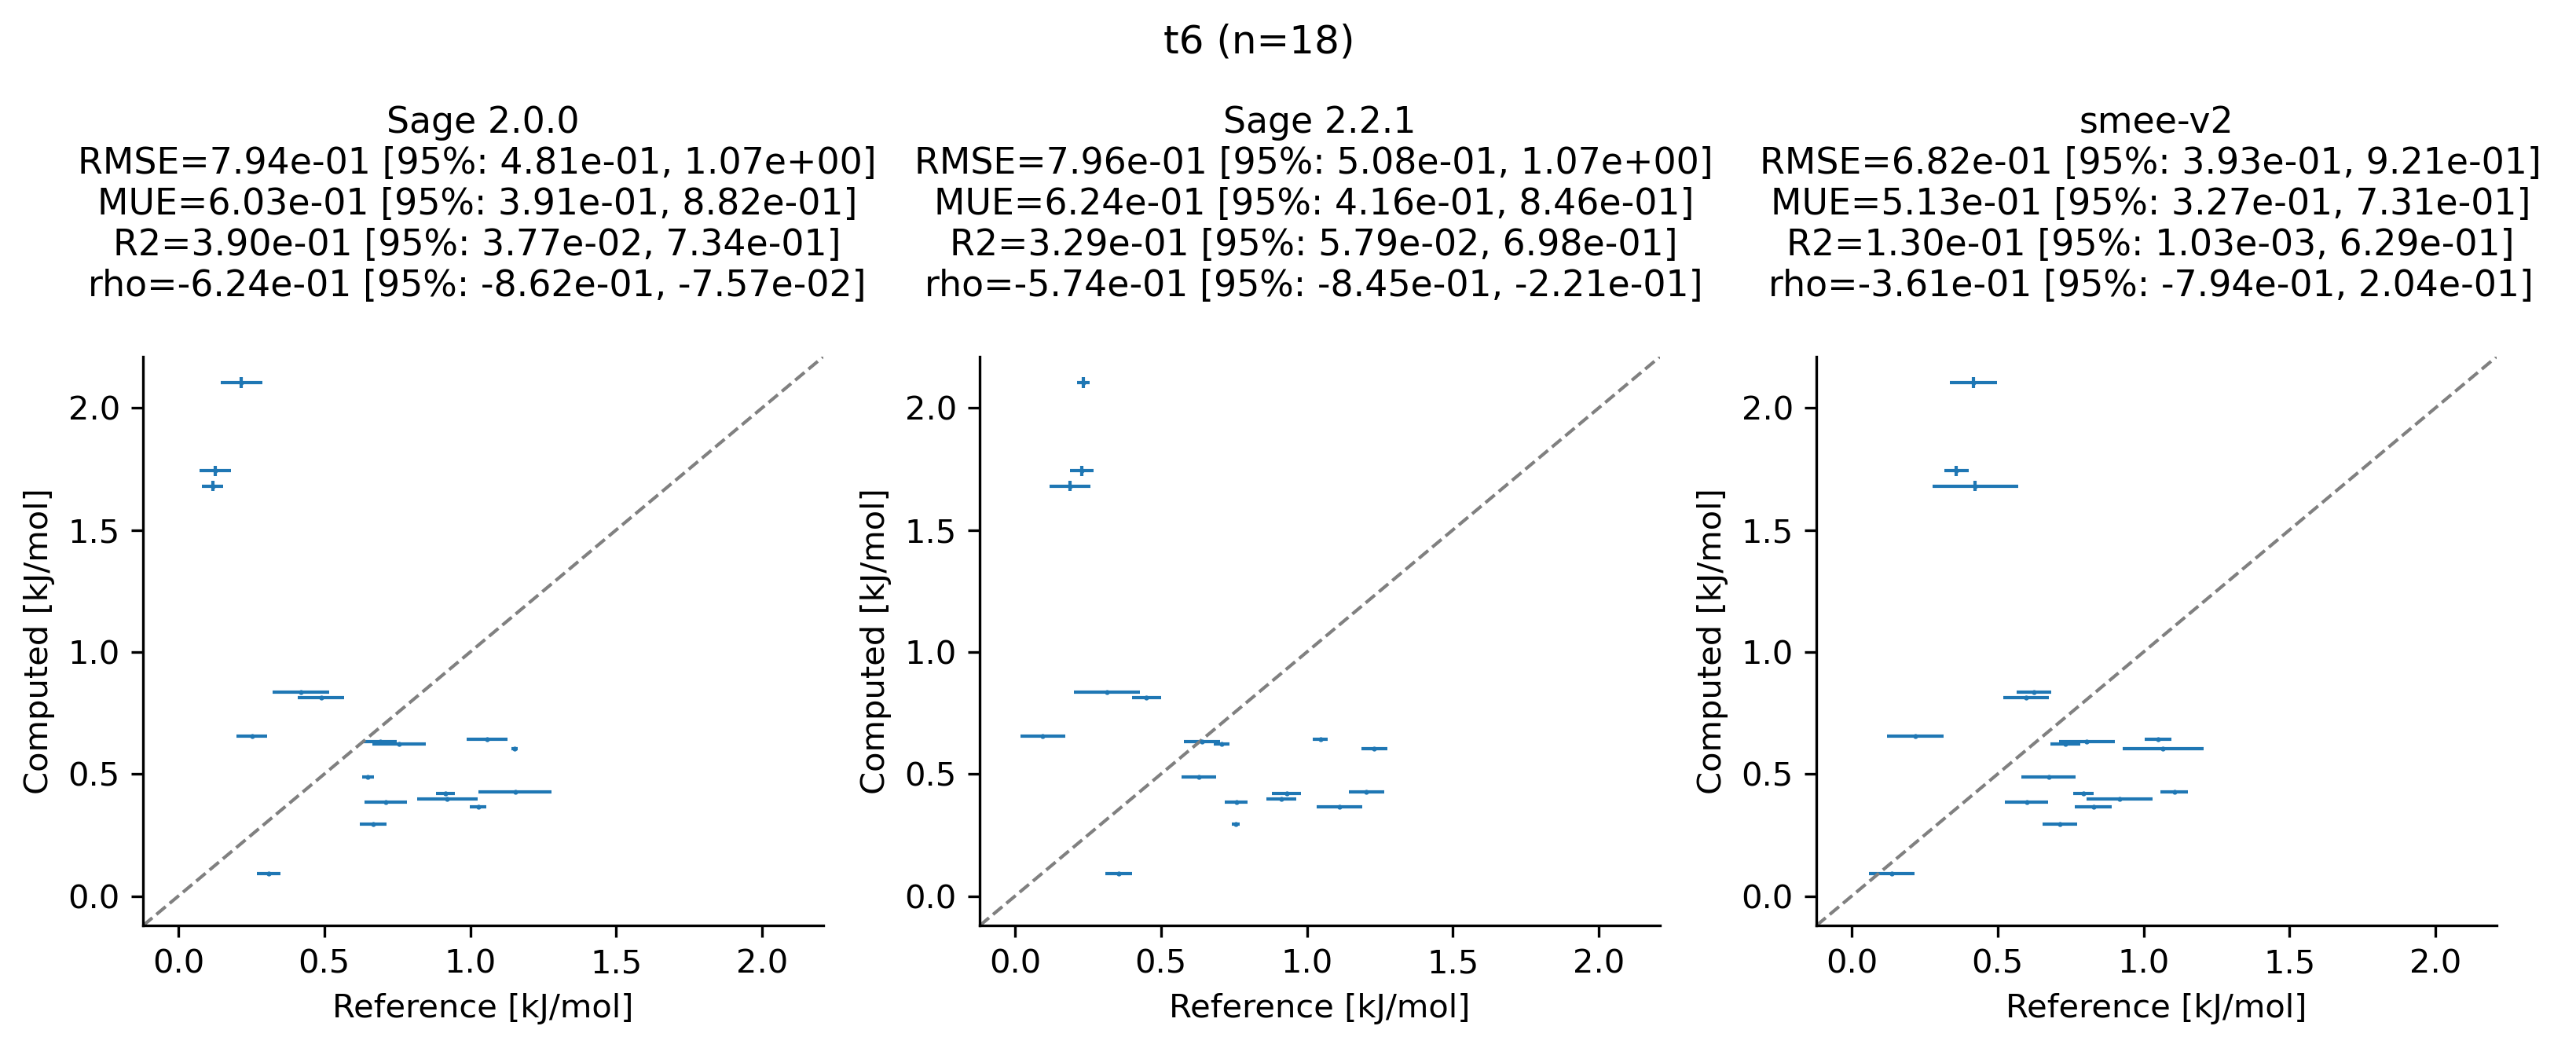 t6 (n=18)
Sage 2.0.0
RMSE=7.94e-01 [95%: 4.81e-01, 1.07e+00]
MUE=6.03e-01 [95%: 3.91e-01, 8.82e-01]
R2=3.90e-01 [95%: 3.77e-02, 7.34e-01]
rho=-6.24e-01 [95%: -8.62e-01, -7.57e-02]
2.0
1.5
1.0
0.5
0.0
Computed [kJ/mol]
0.0 0.5 1.0 1.5 2.0
Reference [kJ/mol]
Sage 2.2.1
RMSE=7.96e-01 [95%: 5.08e-01, 1.07e+00]
MUE=6.24e-01 [95%: 4.16e-01, 8.46e-01]
R2=3.29e-01 [95%: 5.79e-02, 6.98e-01]
rho=-5.74e-01 [95%: -8.45e-01, -2.21e-01]
2.0
1.5
1.0
0.5
0.0
Computed [kJ/mol]
0.0 0.5 1.0 1.5 2.0
Reference [kJ/mol]
smee-v2
RMSE=6.82e-01 [95%: 3.93e-01, 9.21e-01]
MUE=5.13e-01 [95%: 3.27e-01, 7.31e-01]
R2=1.30e-01 [95%: 1.03e-03, 6.29e-01]
rho=-3.61e-01 [95%: -7.94e-01, 2.04e-01]
2.0
1.5
1.0
0.5
0.0
Computed [kJ/mol]
0.0 0.5 1.0 1.5 2.0
Reference [kJ/mol]